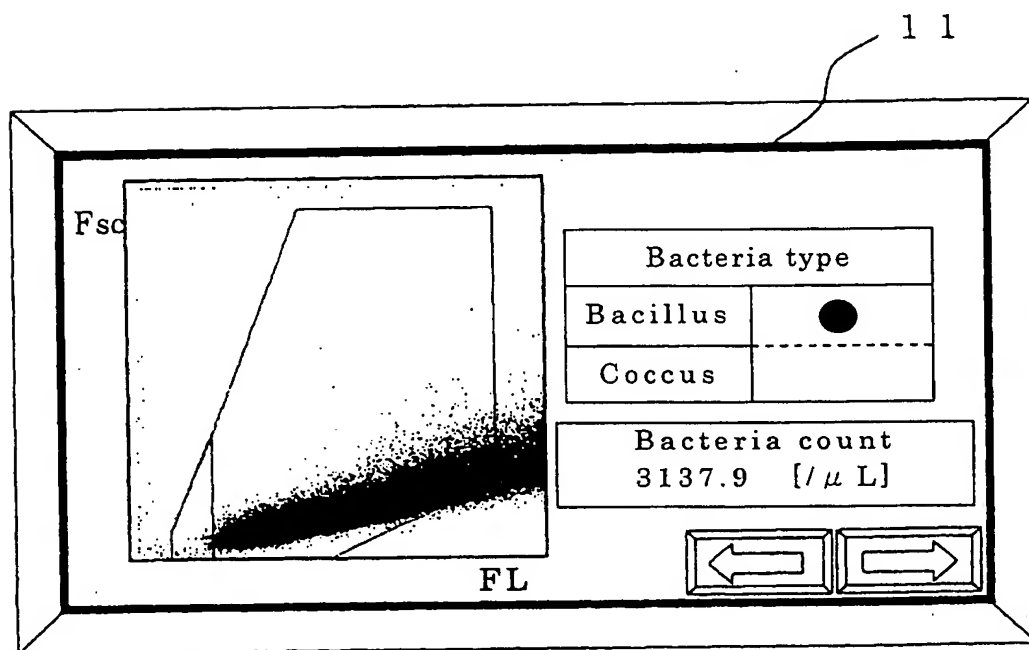 1 1
Fsc
FL
Bacteria type
Bacillus
Coccus
Bacteria count
3137.9 [/μ L]